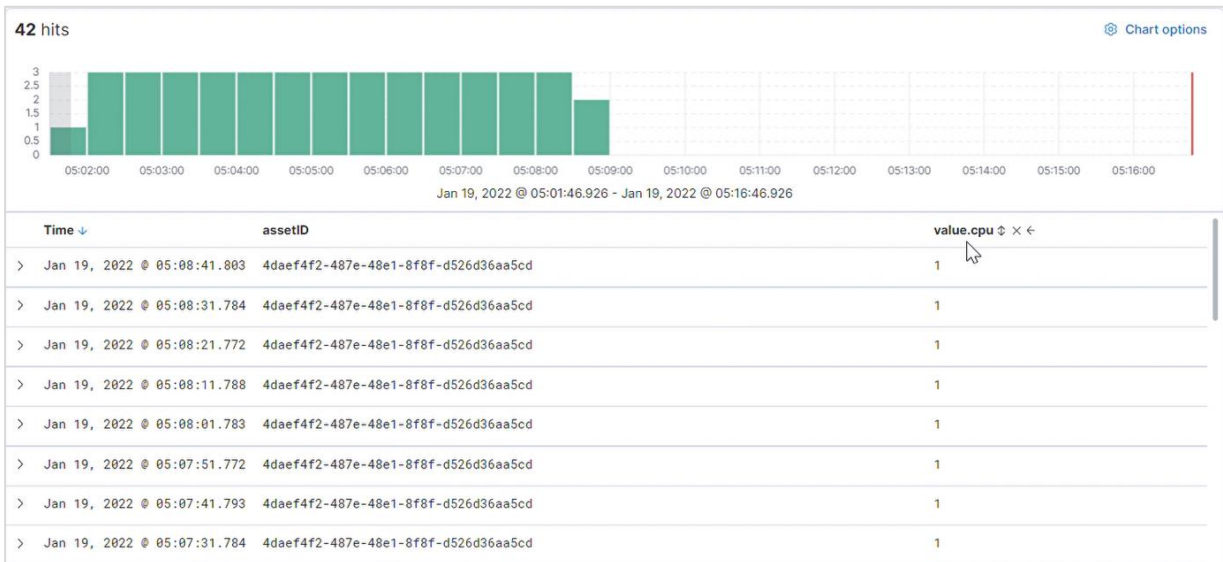 42 hits
Chart options
3
2.5
2
1.5
1
0.5
0
05:02:00 05:03:00 05:04:00 05:05:00 05:06:00 05:07:00 05:08:00 05:09:00 05:10:00 05:11:00 05:12:00 05:13:00 05:14:00 05:15:00 05:16:00
Jan 19, 2022 @ 05:01:46.926 - Jan 19, 2022 @ 05:16:46.926
Time assetID value.cpu
Jan 19, 2022 @ 05:08:41.803 4daef4f2-487e-48e1-8f8f-d526d36aa5cd 1
Jan 19, 2022 @ 05:08:31.784 4daef4f2-487e-48e1-8f8f-d526d36aa5cd 1
Jan 19, 2022 @ 05:08:21.772 4daef4f2-487e-48e1-8f8f-d526d36aa5cd 1
Jan 19, 2022 @ 05:08:11.788 4daef4f2-487e-48e1-8f8f-d526d36aa5cd 1
Jan 19, 2022 @ 05:08:01.783 4daef4f2-487e-48e1-8f8f-d526d36aa5cd 1
Jan 19, 2022 @ 05:07:51.772 4daef4f2-487e-48e1-8f8f-d526d36aa5cd 1
Jan 19, 2022 @ 05:07:41.793 4daef4f2-487e-48e1-8f8f-d526d36aa5cd 1
Jan 19, 2022 @ 05:07:31.784 4daef4f2-487e-48e1-8f8f-d526d36aa5cd 1